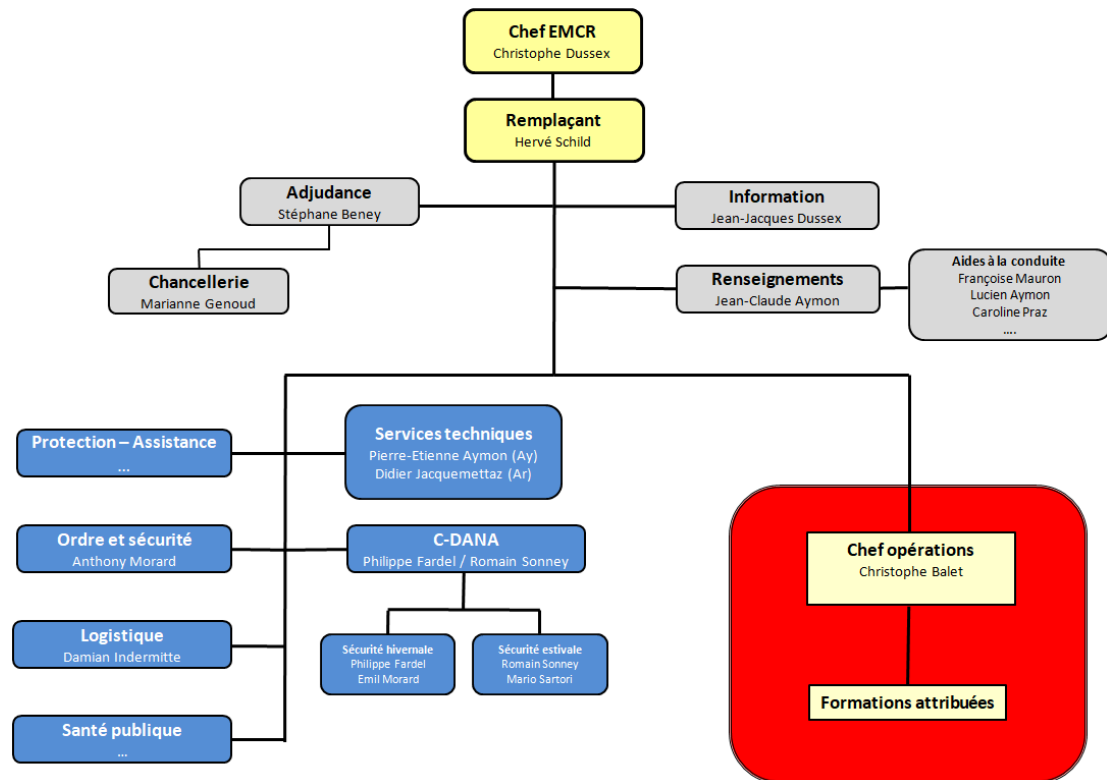 Chef EMCR
Christophe Dussex
Remplaçant
Hervé Schild
Adjudance
Stéphane Beney
Information
Jean-Jacques Dussex
Chancellerie
Marianne Genoud
Renseignements
Jean-Claude Aymon
Aides à la conduite
Françoise Mauron
Lucien Aymon
Caroline Praz
....
Protection – Assistance
...
Services techniques
Pierre-Etienne Aymon (Ay)
Didier Jacquemettaz (Ar)
Ordre et sécurité
Anthony Morard
C-DANA
Philippe Fardel / Romain Sonney
Chef opérations
Christophe Balet
Logistique
Damian Indermitte
Sécurité hivernale
Philippe Fardel
Emil Morard
Sécurité estivale
Romain Sonney
Mario Sartori
Formations attribuées
Santé publique
...